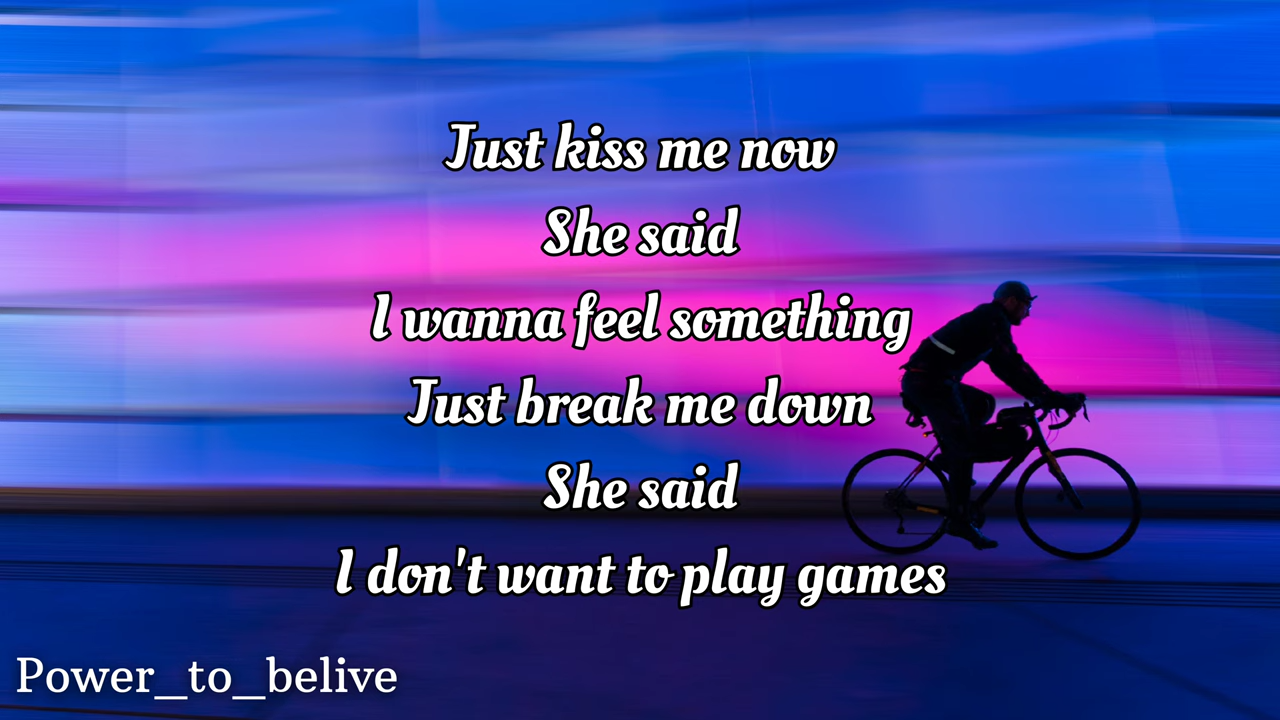 Just kiss me now
She said
I wanna feel something
Just break me down
She said
I don't want to play games
Power_to_belive